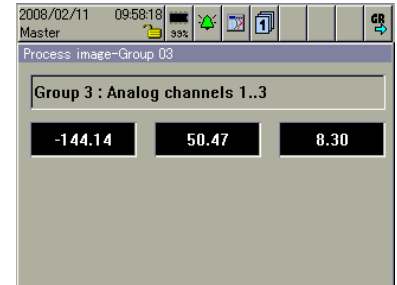 2008/02/11 09:58:18
Master 99% 1 GR
Process image-Group 03
Group 3 : Analog channels 1..3
-144.14 50.47 8.30